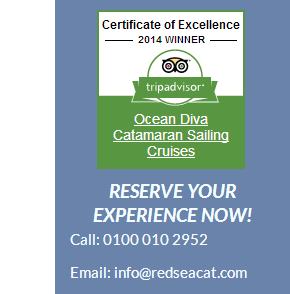 Certificate of Excellence
2014 WINNER
tripadvisor®
Ocean Diva
Catamaran Sailing
Cruises
RESERVE YOUR
EXPERIENCE NOW!
Call: 0100 010 2952
Email: info@redseacat.com